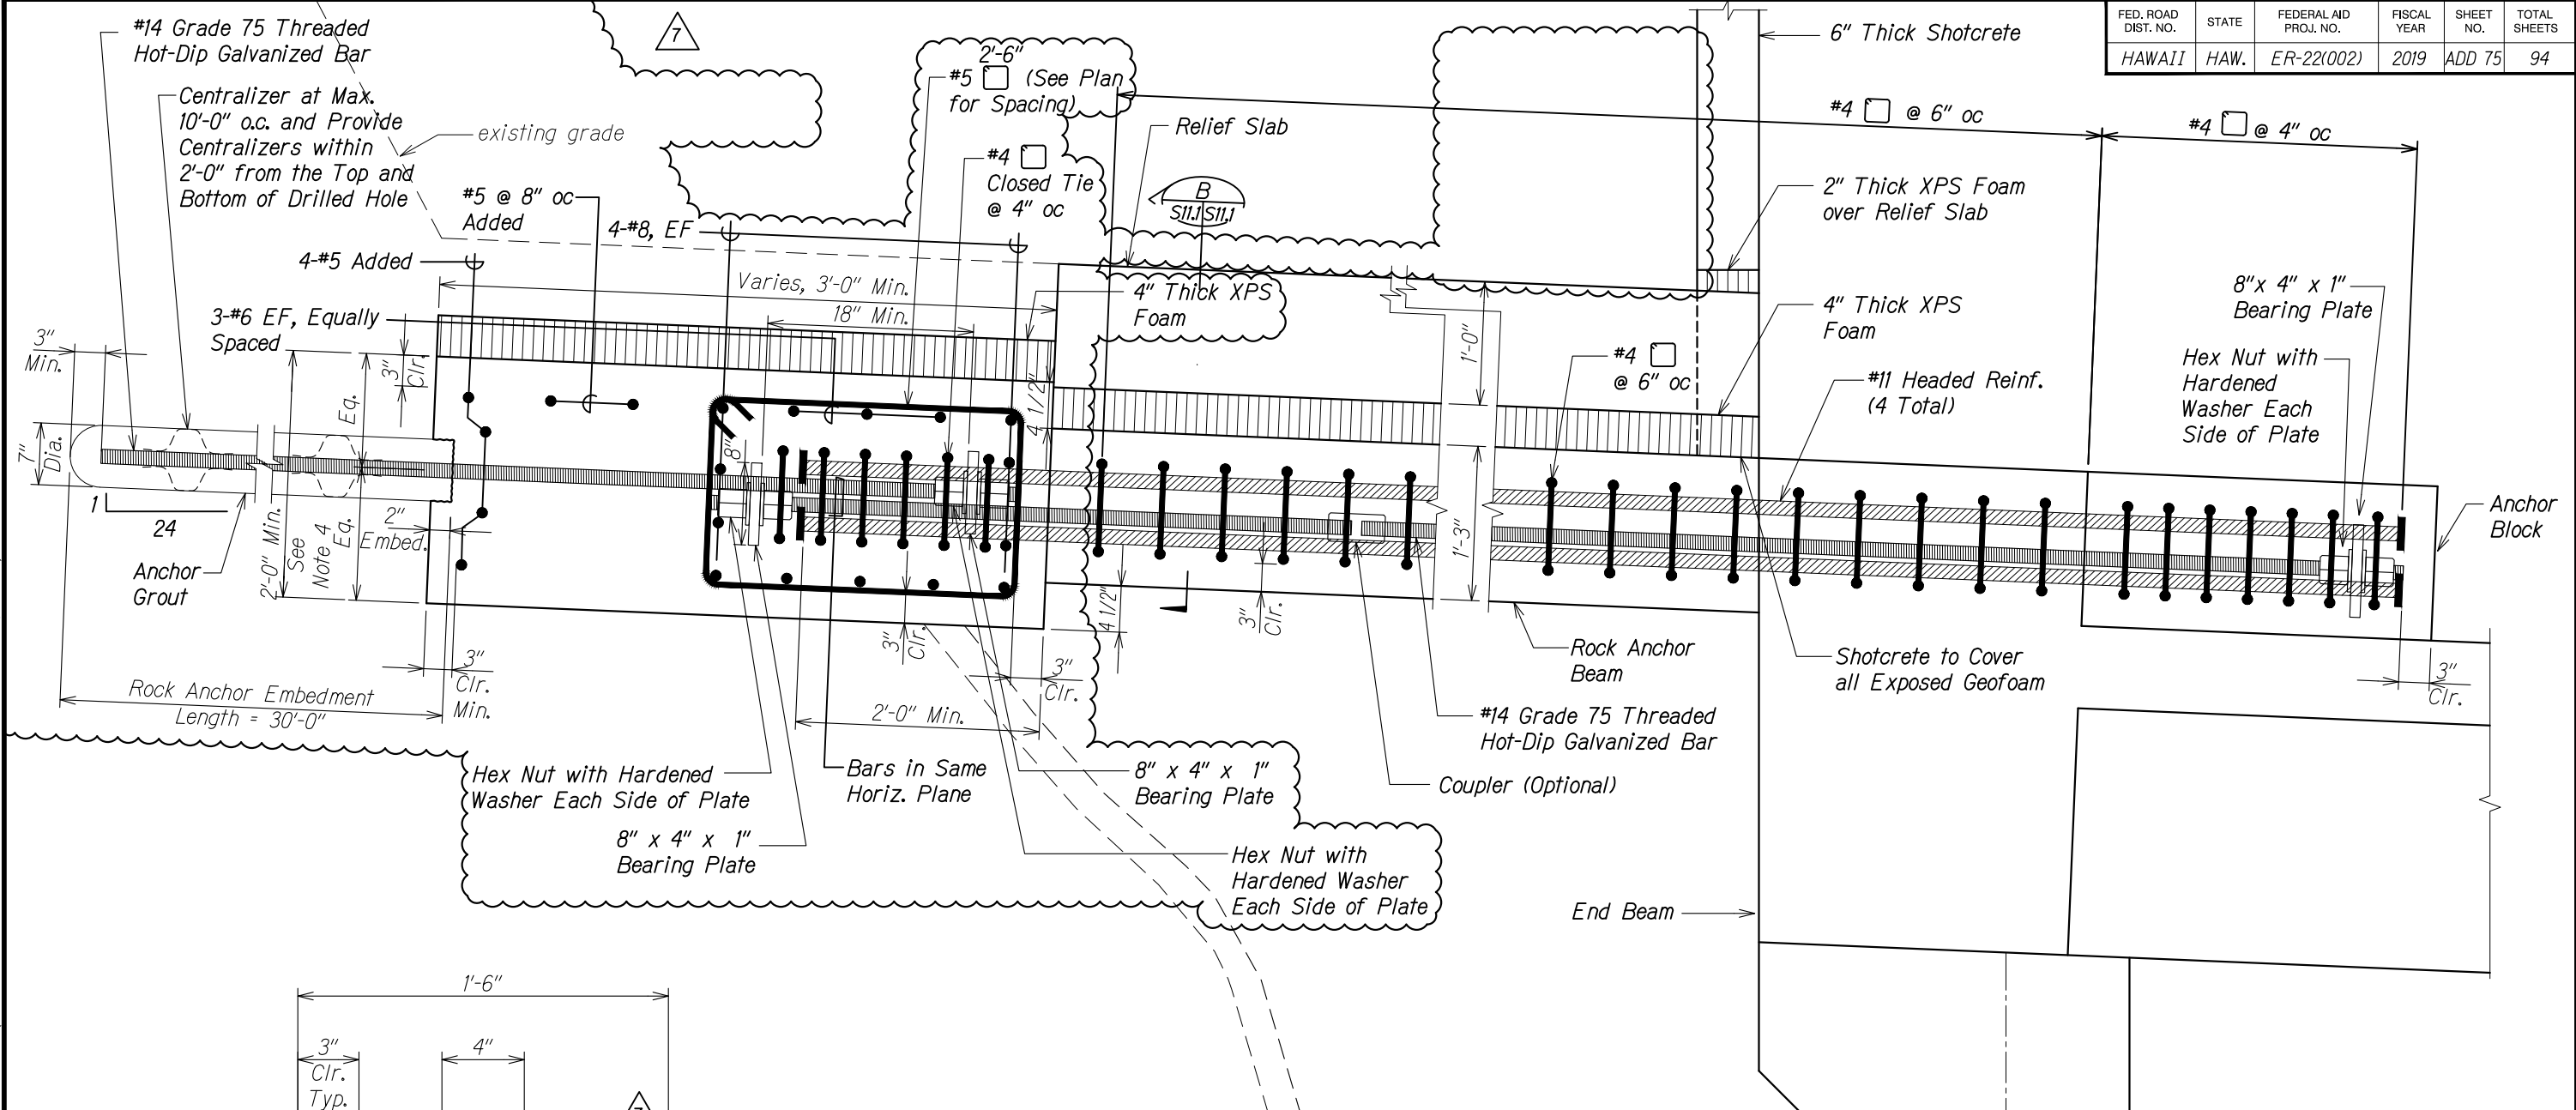 FED. ROAD DIST. NO.
STATE
FEDERAL AID PROJ. NO.
FISCAL YEAR
SHEET NO.
TOTAL SHEETS
HAWAII
HAW.
ER-22(002)
2019
ADD 75
94
#14 Grade 75 Threaded
Hot-Dip Galvanized Bar
Centralizer at Max.
10'-0" o.c. and Provide
Centralizers within
2'-0" from the Top and
Bottom of Drilled Hole
existing grade
7
2'-6"
#5 (See Plan
for Spacing)
#4
Closed Tie
@ 4" oc
Relief Slab
B
S11.1 S11.1
6" Thick Shotcrete
#4 @ 6" oc
#4 @ 4" oc
2" Thick XPS Foam
over Relief Slab
#5 @ 8" oc
Added
4-#8, EF
4-#5 Added
Varies, 3'-0" Min.
18" Min.
4" Thick XPS
Foam
3-#6 EF, Equally
Spaced
3"
Min.
3"
Clr.
Eq.
Eq.
7"
Dia.
1
24
2'-0" Min.
See
Note 4
2"
Embed.
Anchor
Grout
8"
4 1/2"
1'-0"
#4
@ 6" oc
4" Thick XPS
Foam
#11 Headed Reinf.
(4 Total)
8"x 4" x 1"
Bearing Plate
Hex Nut with
Hardened
Washer Each
Side of Plate
Anchor
Block
1'-3"
3"
Clr.
4 1/2"
3"
Clr.
3"
Clr.
3"
Clr.
Min.
Rock Anchor Embedment
Length = 30'-0"
2'-0" Min.
Rock Anchor
Beam
Shotcrete to Cover
all Exposed Geofoam
3"
Clr.
#14 Grade 75 Threaded
Hot-Dip Galvanized Bar
Coupler (Optional)
Hex Nut with Hardened
Washer Each Side of Plate
Bars in Same
Horiz. Plane
8" x 4" x 1"
Bearing Plate
8" x 4" x 1"
Bearing Plate
Hex Nut with
Hardened Washer
Each Side of Plate
End Beam
1'-6"
3"
Clr.
Typ.
4"